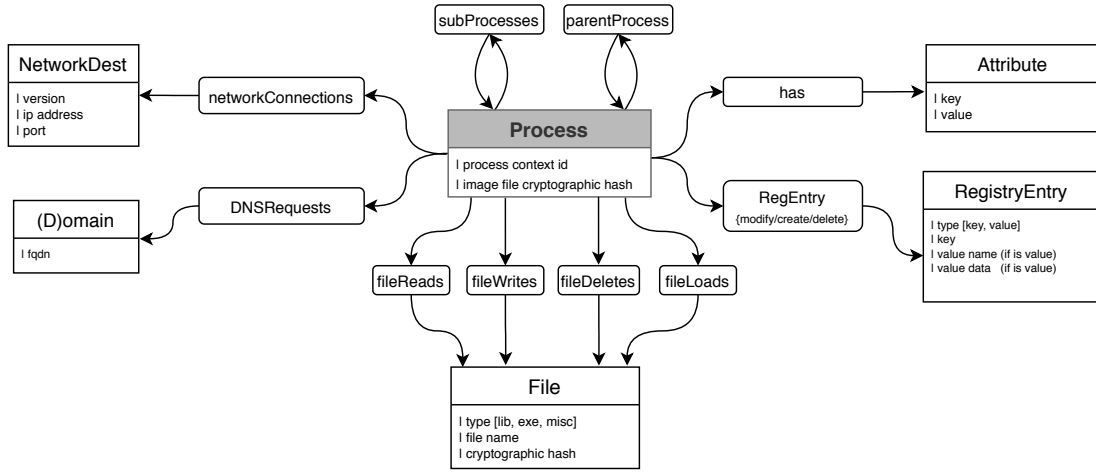 subProcesses
parentProcess
NetworkDest
I version
I ip address
I port
networkConnections
has
Attribute
I key
I value
Process
I process context id
I image file cryptographic hash
(D)omain
I fqdn
DNSRequests
RegEntry
{modify/create/delete}
RegistryEntry
I type [key, value]
I key
I value name (if is value)
I value data (if is value)
fileReads
fileWrites
fileDeletes
fileLoads
File
I type [lib, exe, misc]
I file name
I cryptographic hash